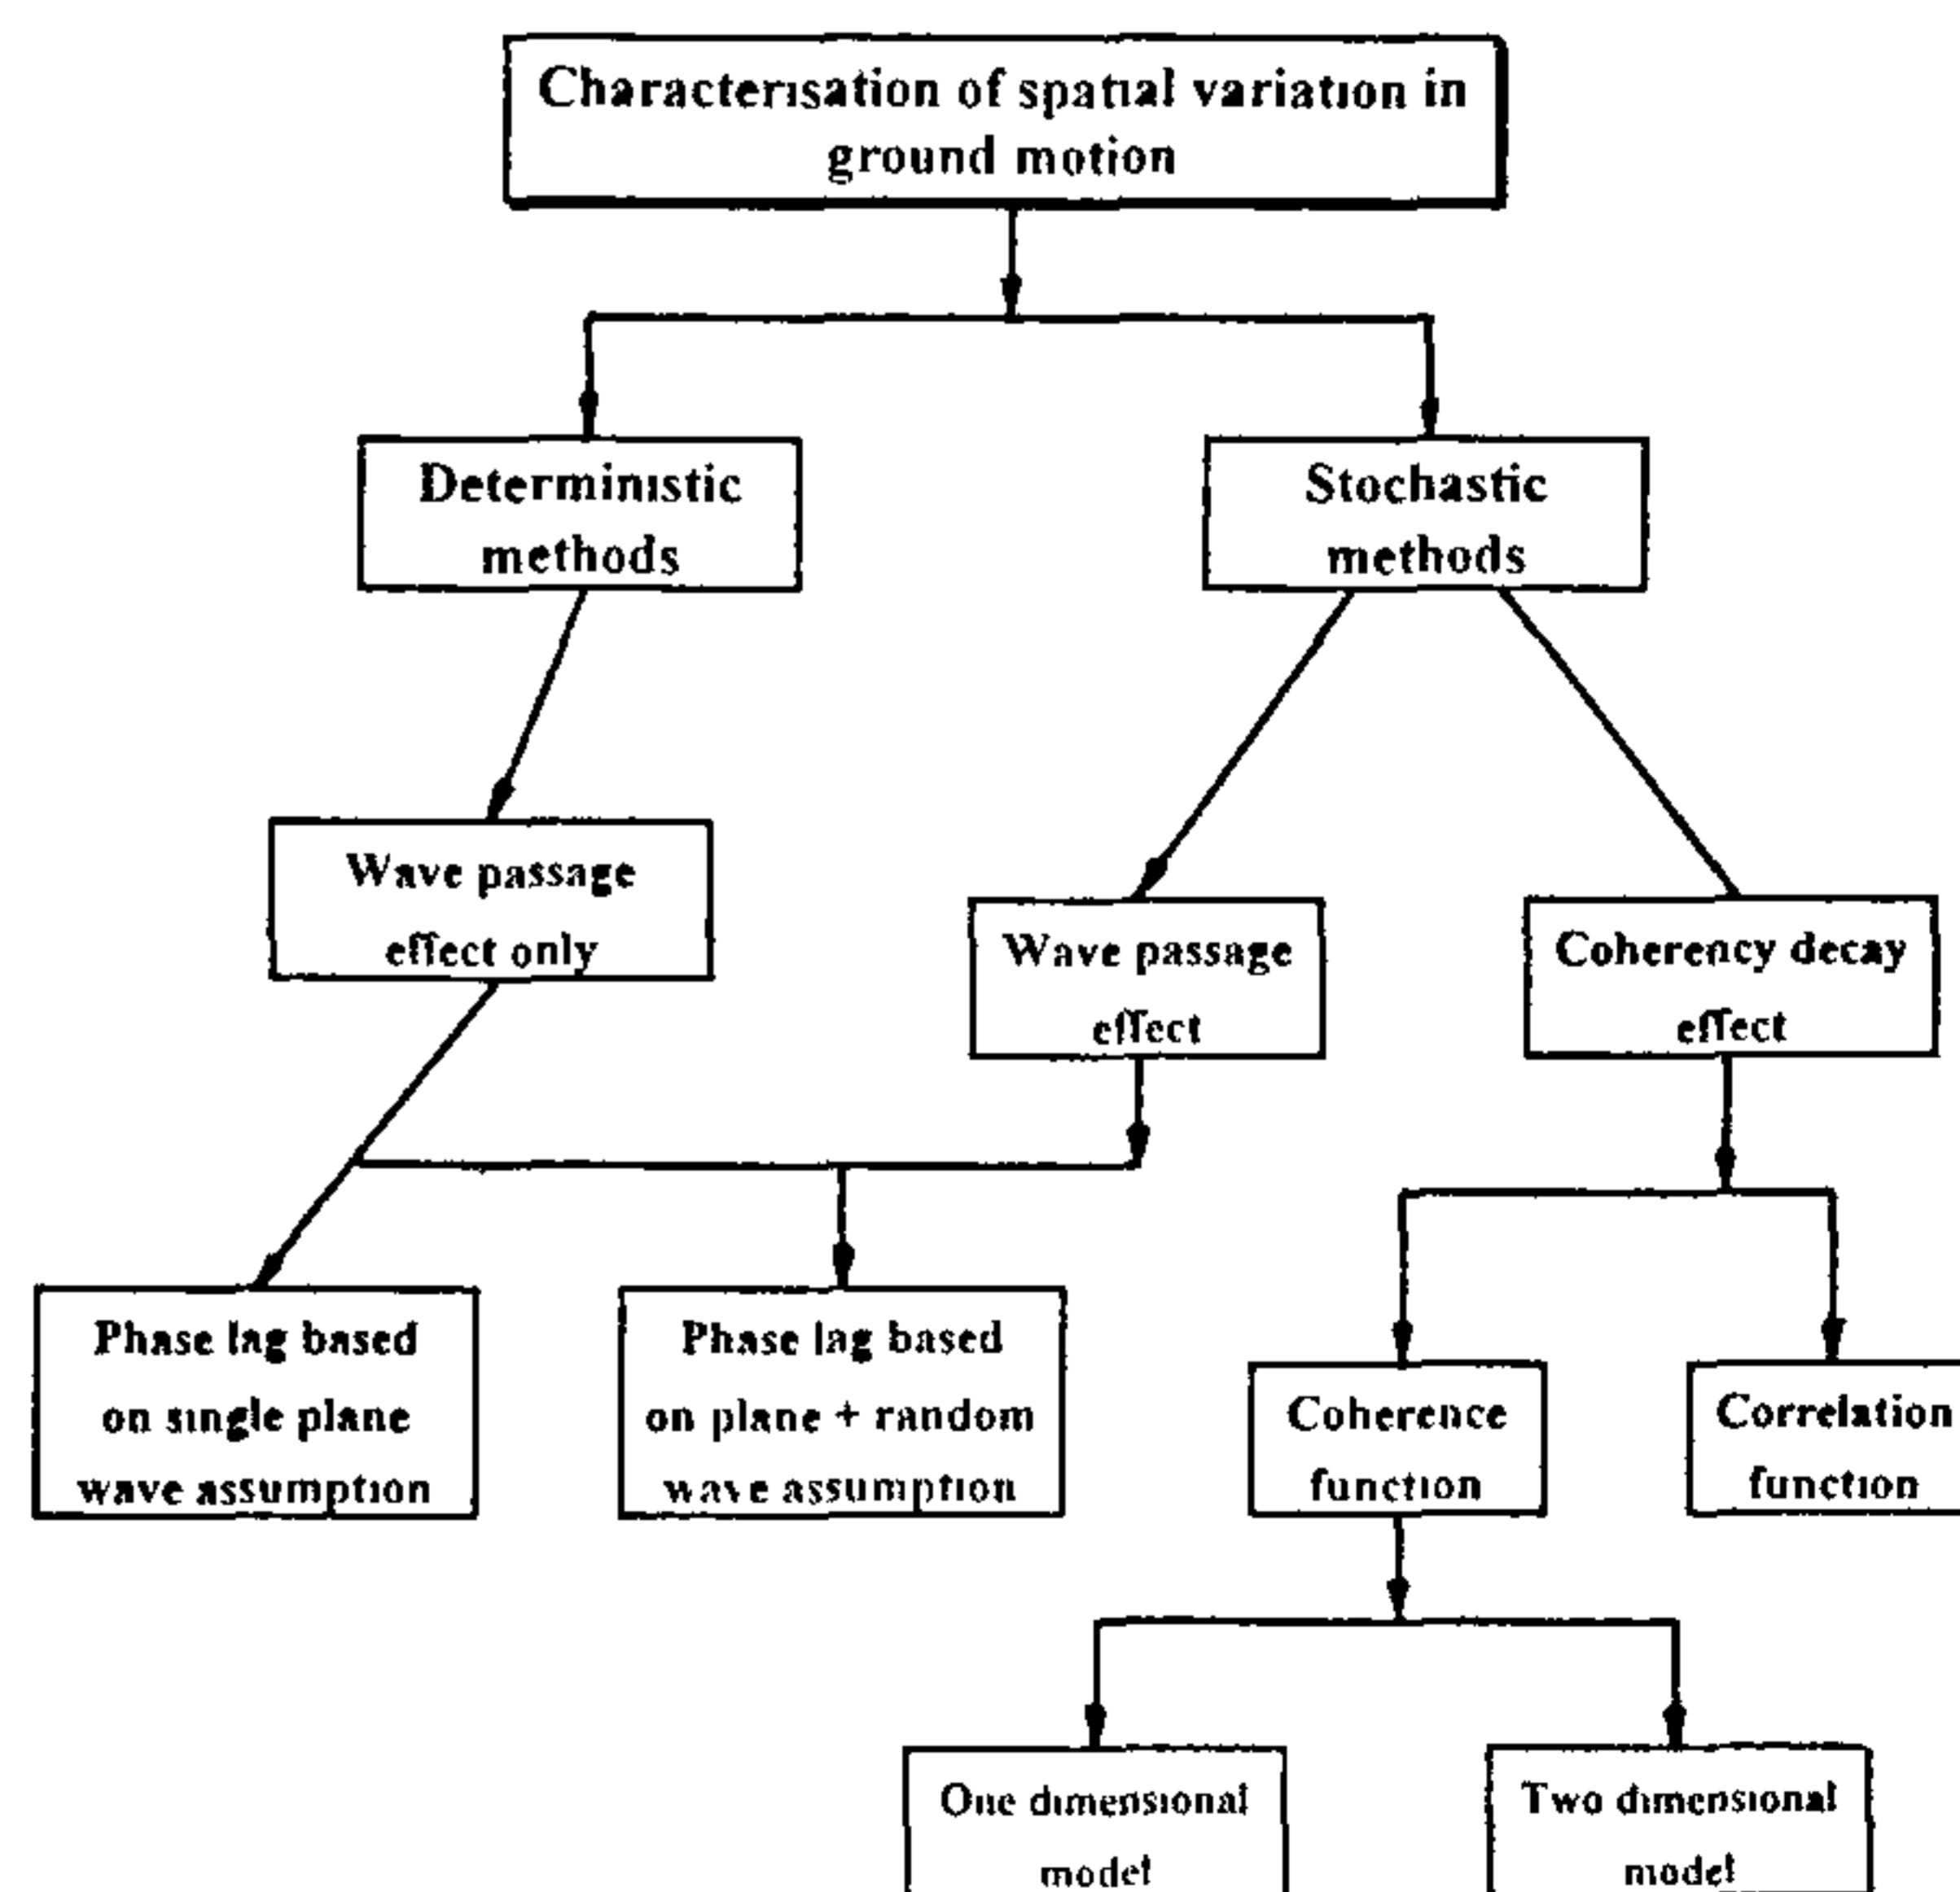 Characterisation of spatial variation in
ground motion
Deterministic
methods
Stochastic
methods
Wave passage
effect only
Wave passage
effect
Coherency decay
effect
Phase lag based
on single plane
wave assumption
Phase lag based
on plane + random
wave assumption
Coherence
function
Correlation
function
One dimensional
model
Two dimensional
model